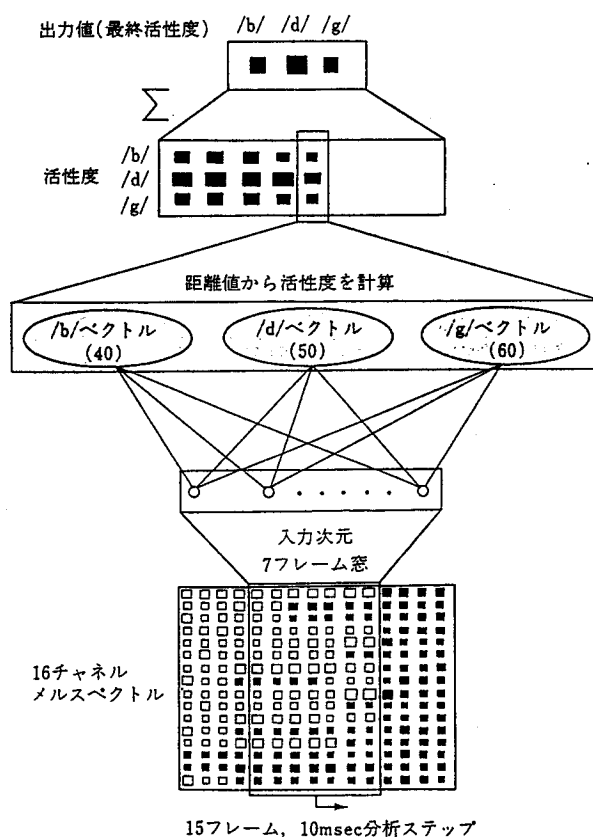 /b/ /d/ /g/
出力値(最終活性度)
Σ
/b/
活性度 /d/
/g/
距離値から活性度を計算
/b/ベクトル /d/ベクトル /g/ベクトル
(40) (50) (60)
入力次元
7フレーム窓
16チャネル
メルスペクトル
15フレーム, 10msec分析ステップ